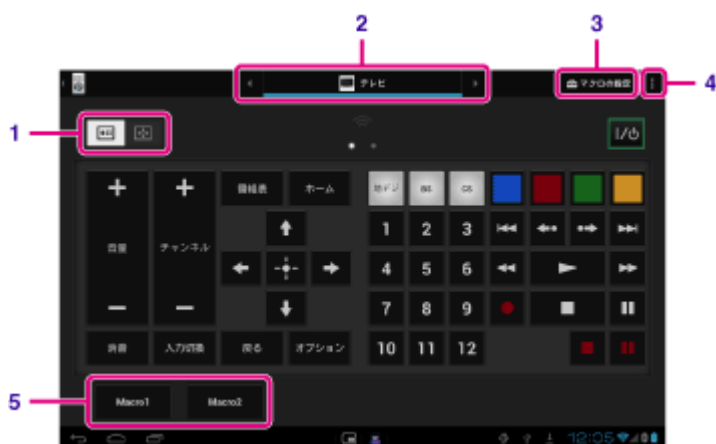 2
3
テレビ
マクロの設定
4
1
I/⏻
+
+
番組表
ホーム
地デジ
BS
CS
音量
チャンネル
1
2
3
4
5
6
−
−
7
8
9
消音
入力切換
戻る
オプション
10
11
12
5
Macro1
Macro2
12:05